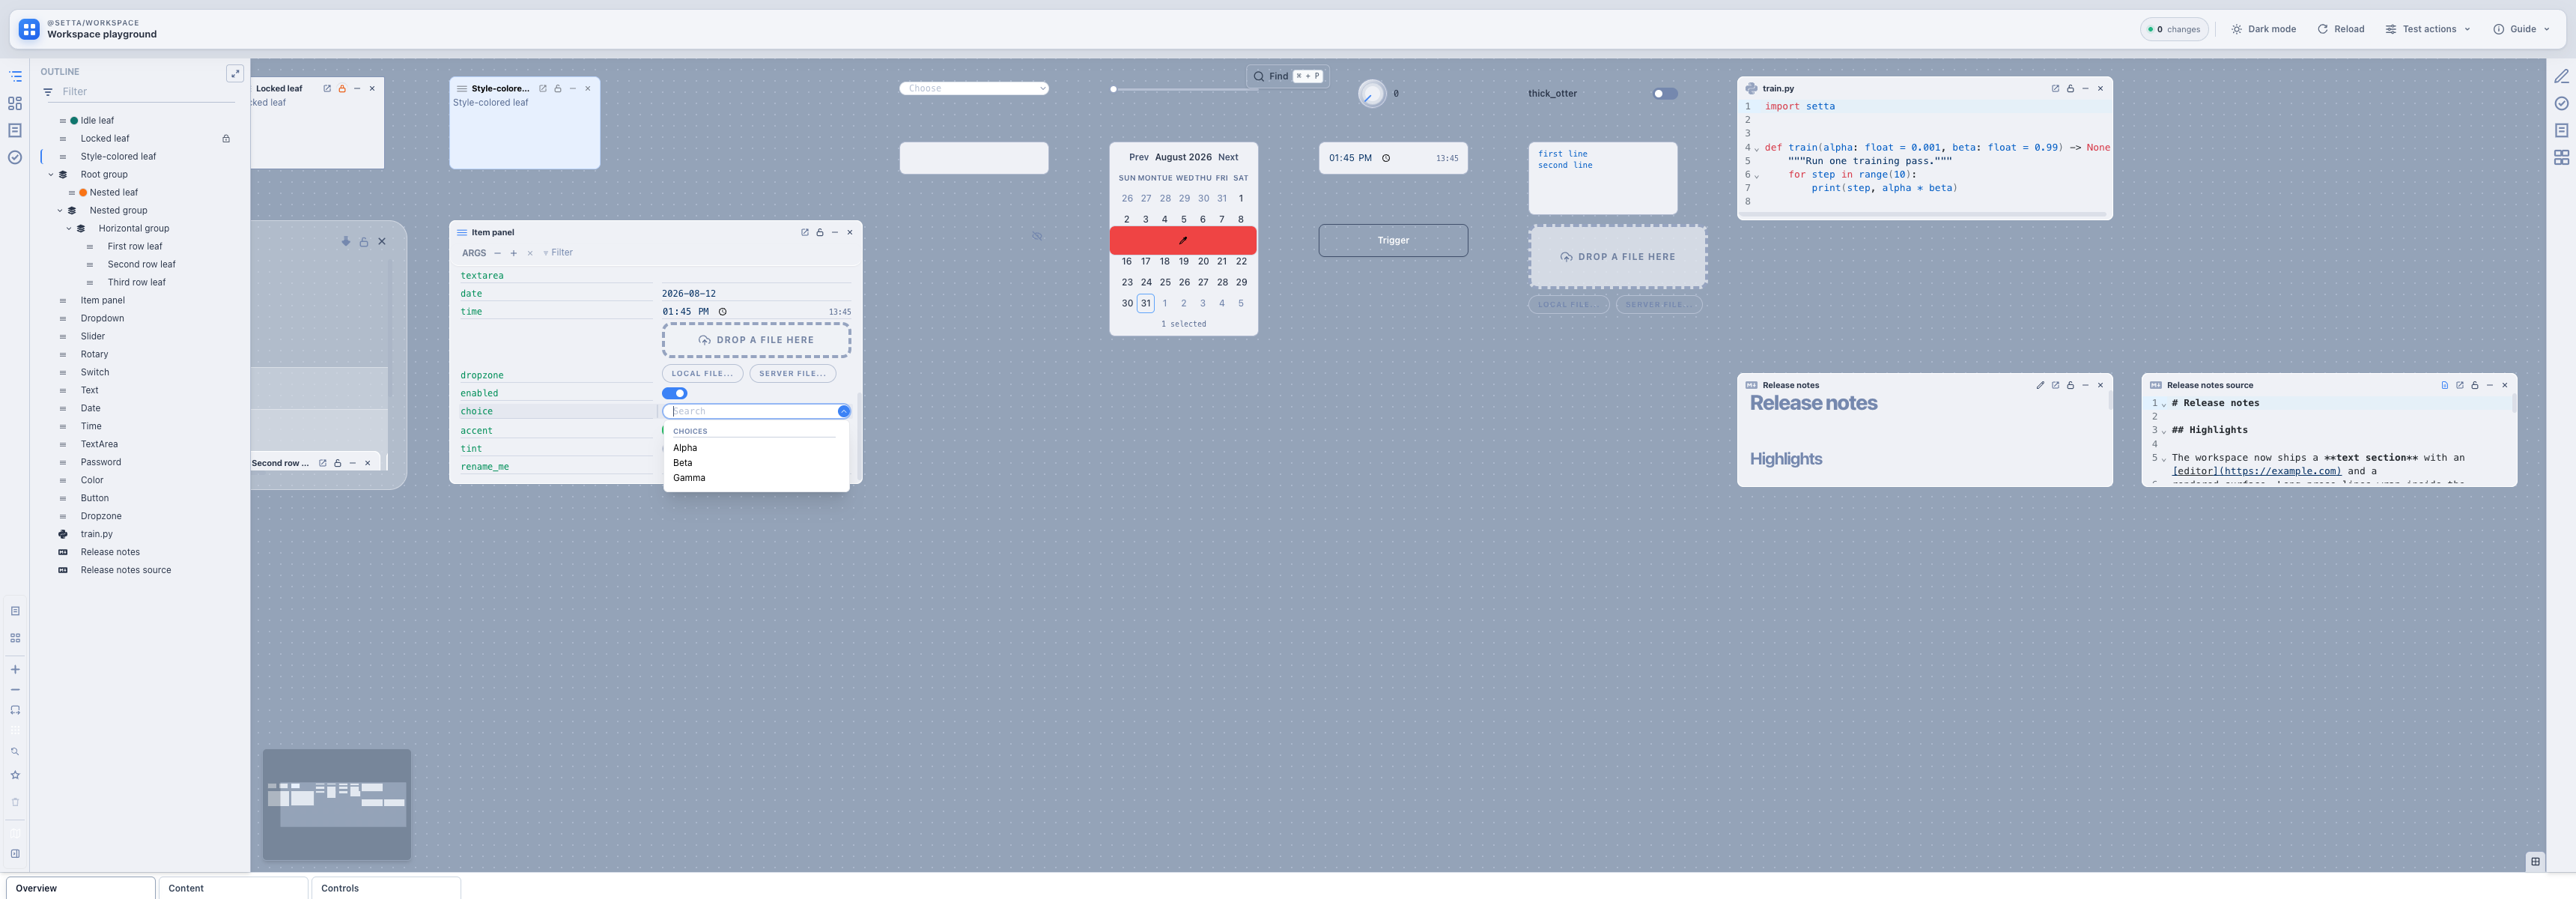 @SETTA/WORKSPACE
Workspace playground
0 changes
Dark mode
Reload
Test actions
Guide
OUTLINE
Filter
Idle leaf
Locked leaf
Style-colored leaf
Root group
Nested leaf
Nested group
Horizontal group
First row leaf
Second row leaf
Third row leaf
Item panel
Dropdown
Slider
Rotary
Switch
Text
Date
Time
TextArea
Password
Color
Button
Dropzone
train.py
Release notes
Release notes source
Locked leaf
ked leaf
Style-colore...
Style-colored leaf
Second row ...
Item panel
ARGS
Filter
textarea
date
2026-08-12
time
01:45 PM
13:45
DROP A FILE HERE
dropzone
LOCAL FILE...
SERVER FILE...
enabled
choice
Search
CHOICES
Alpha
Beta
Gamma
accent
tint
rename_me
Choose
Find
⌘ + P
0
thick_otter
Prev August 2026 Next
SUN MON TUE WED THU FRI SAT
26 27 28 29 30 31 1
2 3 4 5 6 7 8
16 17 18 19 20 21 22
23 24 25 26 27 28 29
30 31 1 2 3 4 5
1 selected
01:45 PM
13:45
Trigger
first line
second line
DROP A FILE HERE
LOCAL FILE...
SERVER FILE...
train.py
1 import setta
2
3
4 def train(alpha: float = 0.001, beta: float = 0.99) -> None
5 """Run one training pass."""
6 for step in range(10):
7 print(step, alpha * beta)
8
Release notes
Release notes
Highlights
Release notes source
1 # Release notes
2
3 ## Highlights
4
5 The workspace now ships a **text section** with an
[editor](https://example.com) and a
Overview
Content
Controls